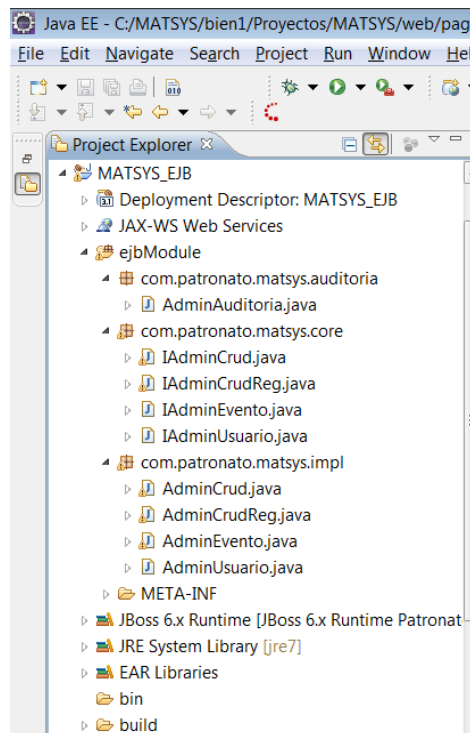 Java EE - C:/MATSYS/bien1/Proyectos/MATSYS/web/pag
File Edit Navigate Search Project Run Window Hel
010
Project Explorer
MATSYS_EJB
Deployment Descriptor: MATSYS_EJB
JAX-WS Web Services
ejbModule
com.patronato.matsys.auditoria
AdminAuditoria.java
com.patronato.matsys.core
IAdminCrud.java
IAdminCrudReg.java
IAdminEvento.java
IAdminUsuario.java
com.patronato.matsys.impl
AdminCrud.java
AdminCrudReg.java
AdminEvento.java
AdminUsuario.java
META-INF
JBoss 6.x Runtime [JBoss 6.x Runtime Patronat
JRE System Library [jre7]
EAR Libraries
bin
build